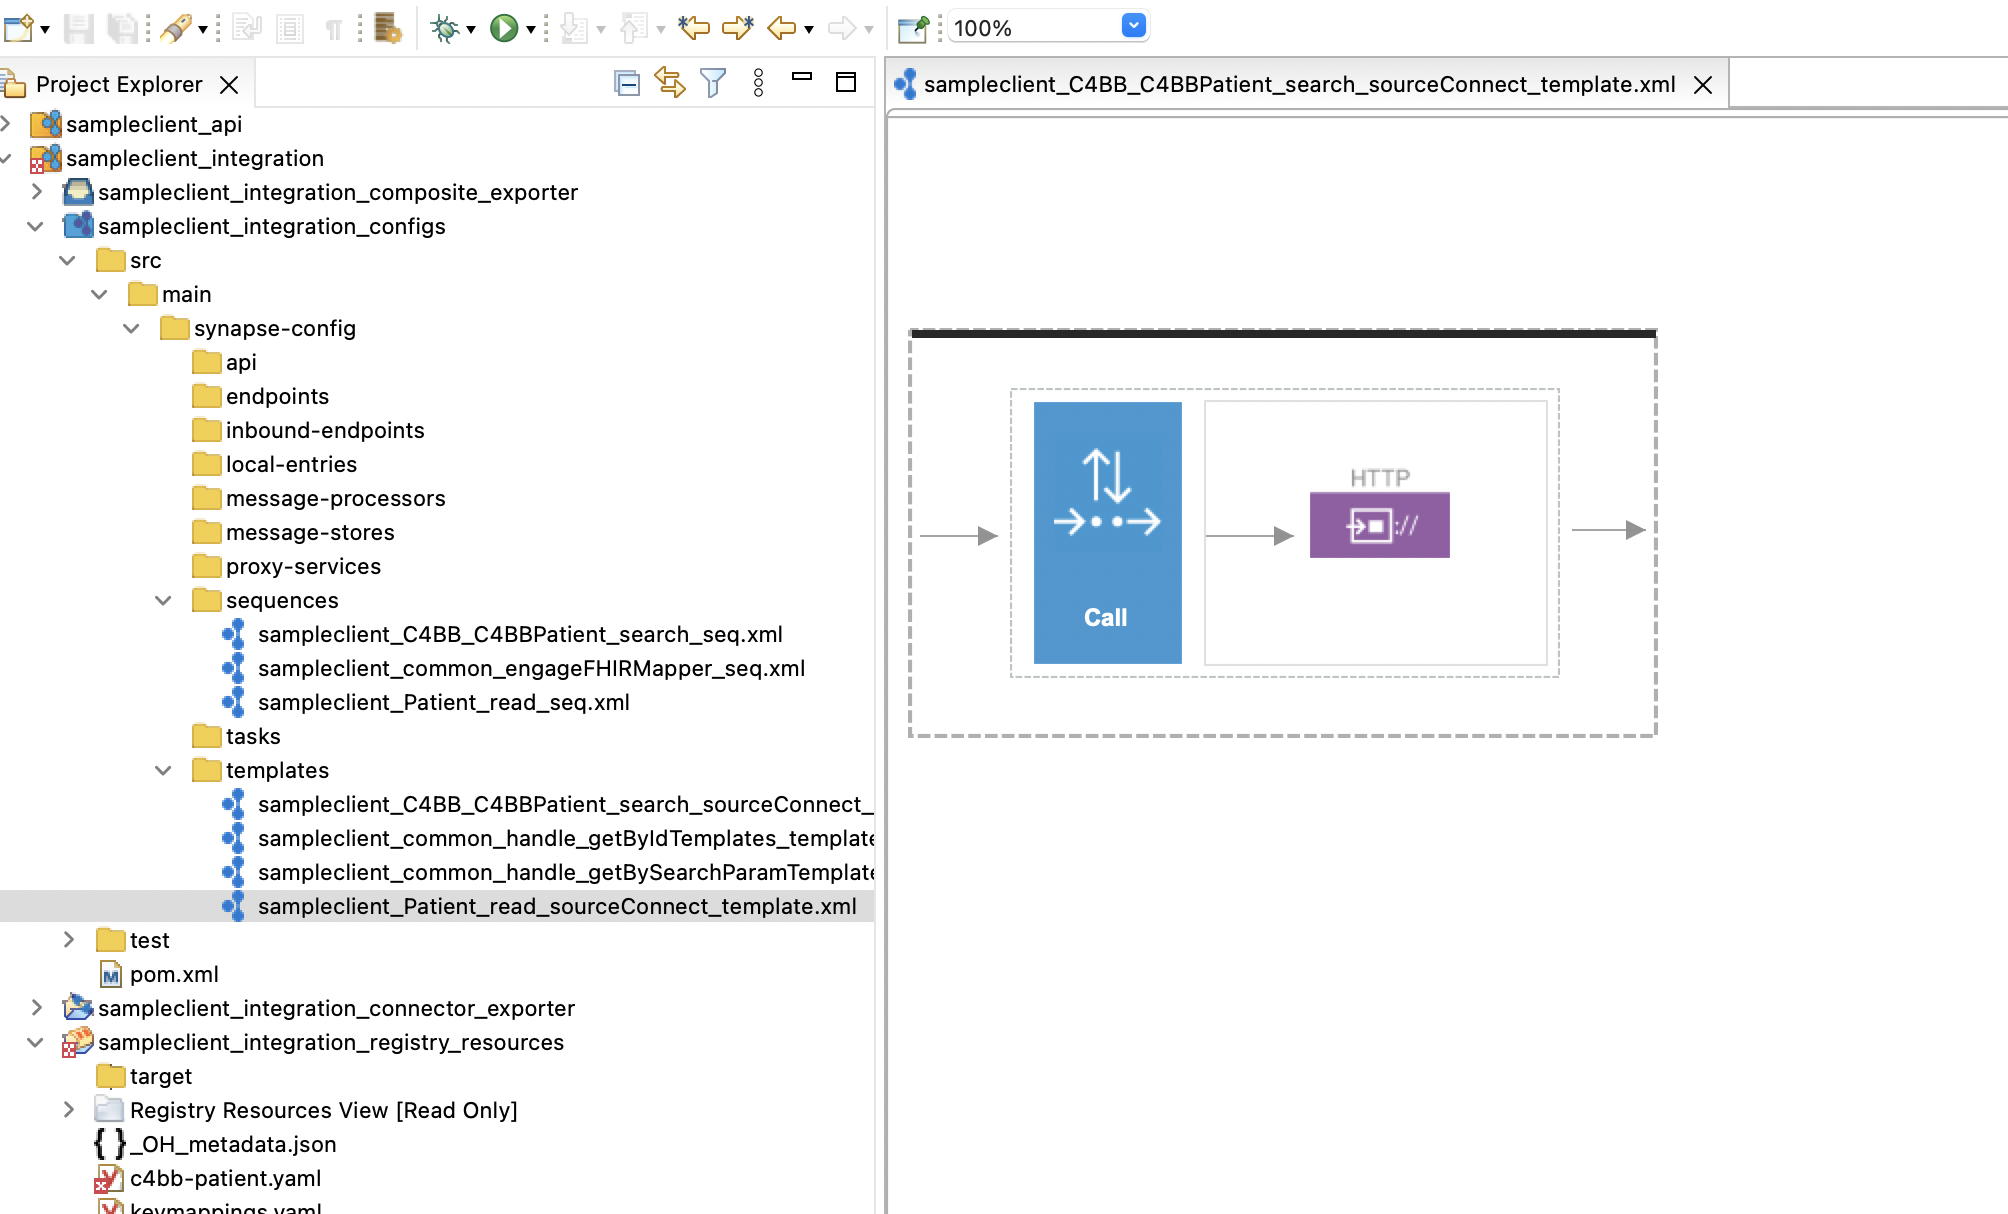 100%
Project Explorer
sampleclient_C4BB_C4BBPatient_search_sourceConnect_template.xml
sampleclient_api
sampleclient_integration
sampleclient_integration_composite_exporter
sampleclient_integration_configs
src
main
synapse-config
api
endpoints
inbound-endpoints
local-entries
message-processors
message-stores
proxy-services
sequences
sampleclient_C4BB_C4BBPatient_search_seq.xml
sampleclient_common_engageFHIRMapper_seq.xml
sampleclient_Patient_read_seq.xml
tasks
templates
sampleclient_C4BB_C4BBPatient_search_sourceConnect_
sampleclient_common_handle_getByIdTemplates_template
sampleclient_common_handle_getBySearchParamTemplate
sampleclient_Patient_read_sourceConnect_template.xml
test
pom.xml
sampleclient_integration_connector_exporter
sampleclient_integration_registry_resources
target
Registry Resources View [Read Only]
_OH_metadata.json
c4bb-patient.yaml
keymappings.yaml
HTTP
://
Call